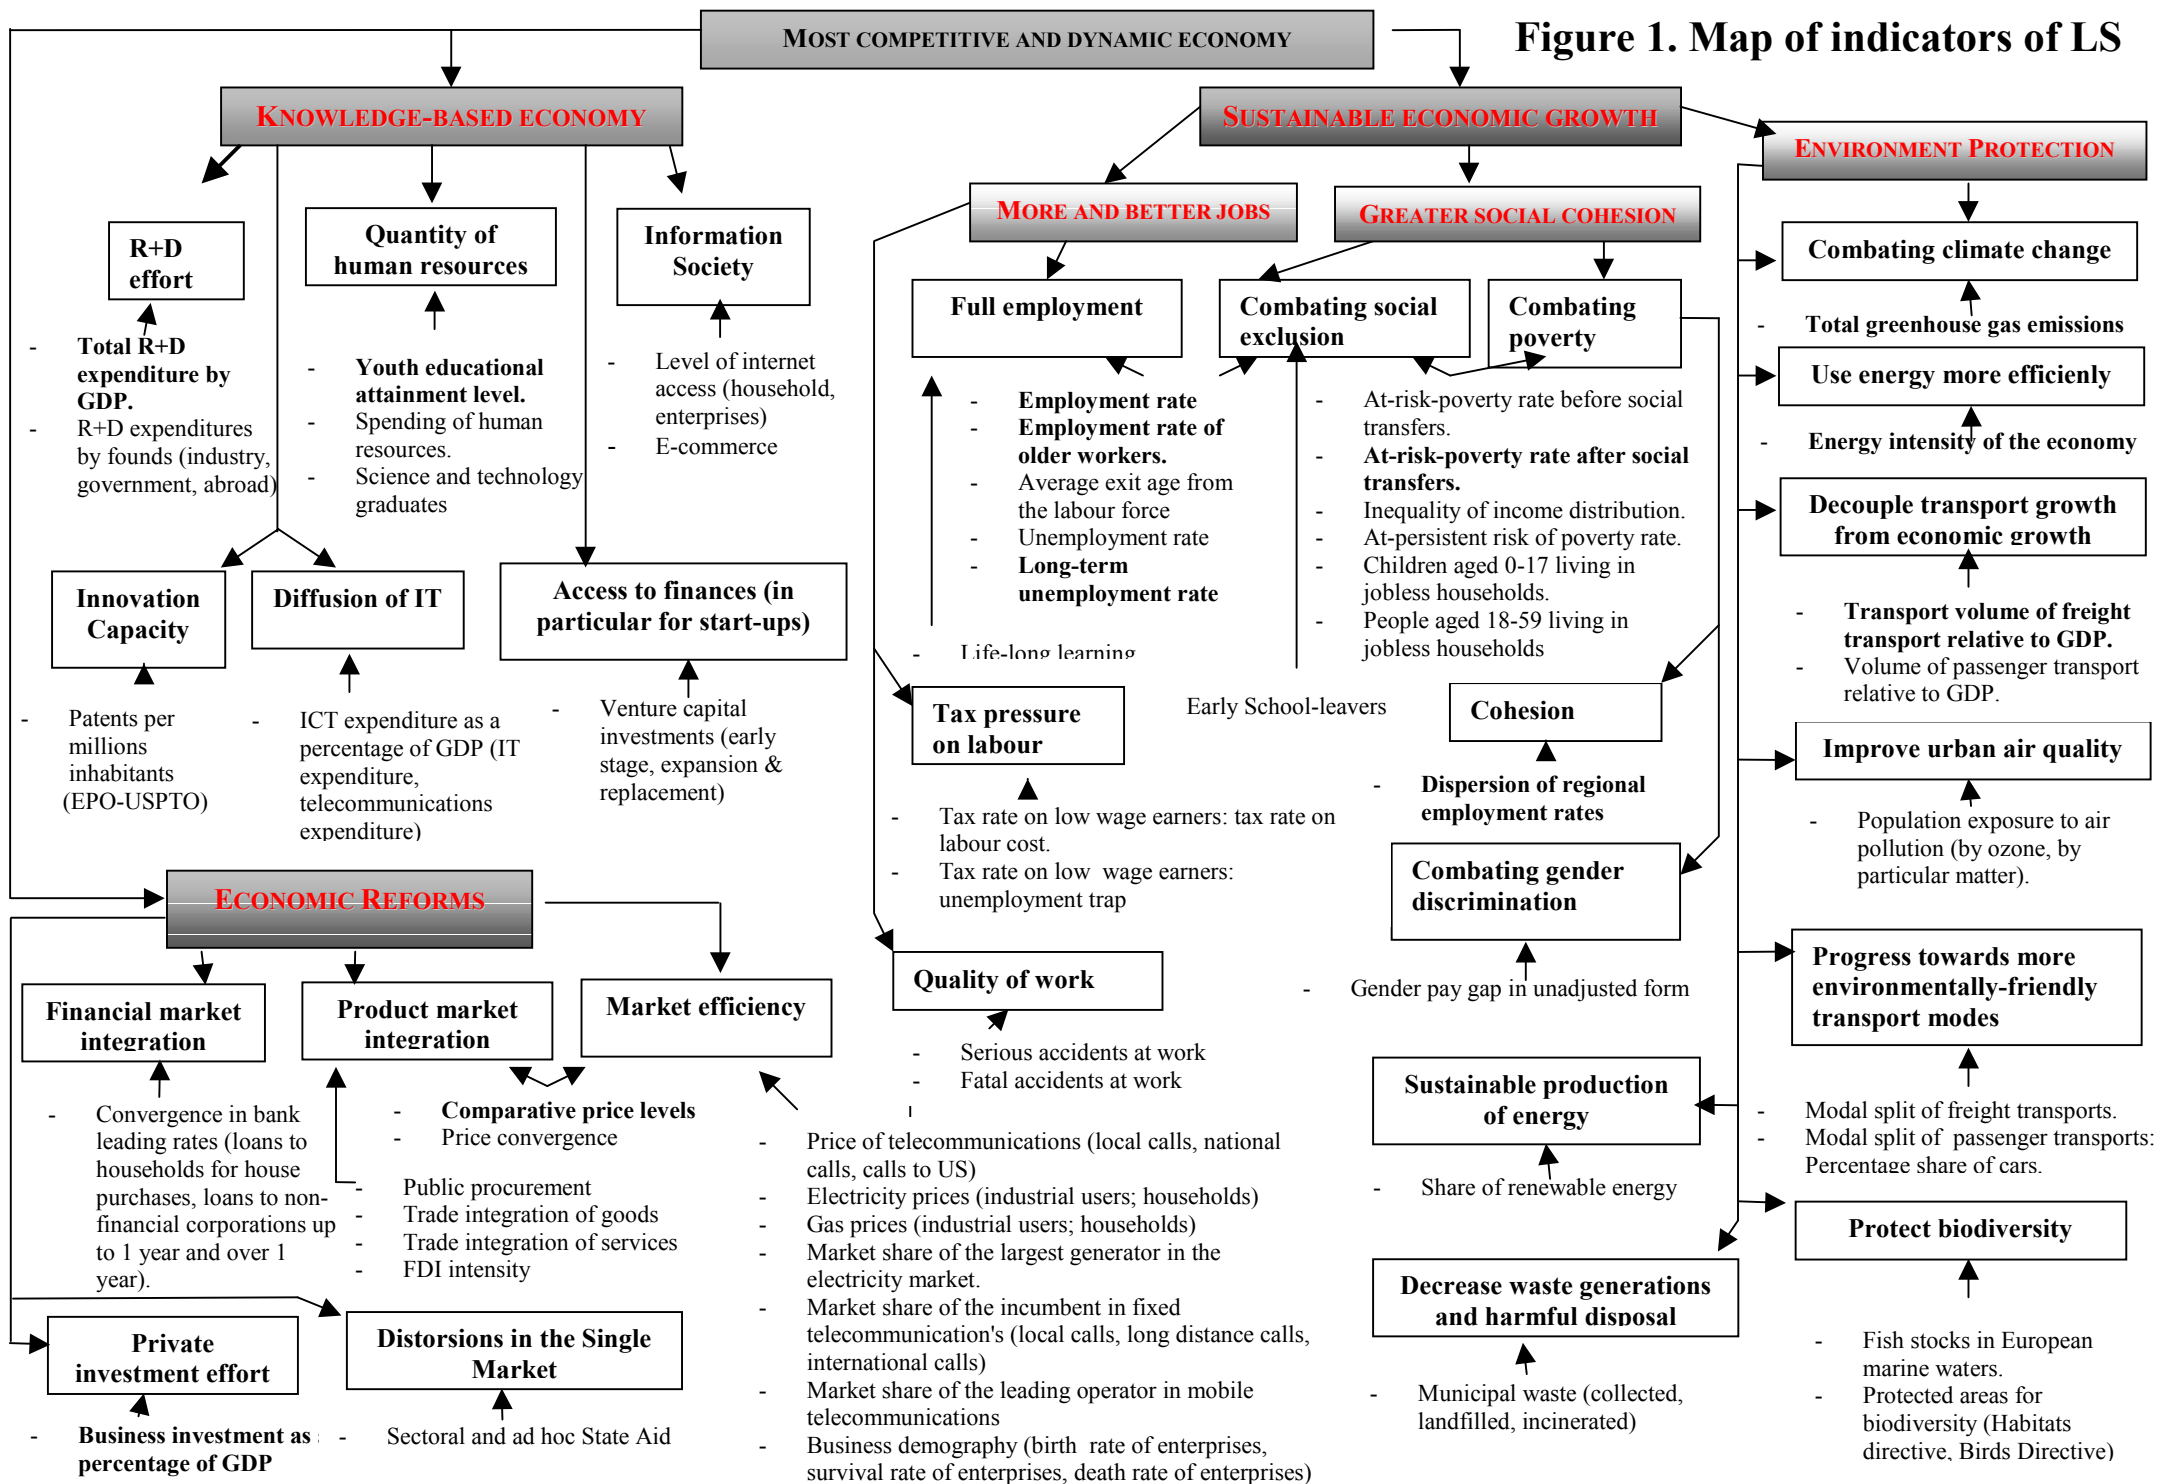 MOST COMPETITIVE AND DYNAMIC ECONOMY
Figure 1. Map of indicators of LS
KNOWLEDGE-BASED ECONOMY
SUSTAINABLE ECONOMIC GROWTH
ENVIRONMENT PROTECTION
MORE AND BETTER JOBS
GREATER SOCIAL COHESION
R+D
effort
Quantity of
human resources
Information
Society
- Total R+D
expenditure by
GDP.
- R+D expenditures
by founds (industry,
government, abroad)
- Youth educational
attainment level.
- Spending of human
resources.
- Science and technology
graduates
- Level of internet
access (household,
enterprises)
- E-commerce
Innovation
Capacity
Diffusion of IT
Access to finances (in
particular for start-ups)
- Patents per
millions
inhabitants
(EPO-USPTO)
- ICT expenditure as a
percentage of GDP (IT
expenditure,
telecommunications
expenditure)
- Venture capital
investments (early
stage, expansion &
replacement)
Full employment
Combating social
exclusion
Combating
poverty
- Employment rate
- Employment rate of
older workers.
- Average exit age from
the labour force
- Unemployment rate
- Long-term
unemployment rate
- Life-long learning
- At-risk-poverty rate before social
transfers.
- At-risk-poverty rate after social
transfers.
- Inequality of income distribution.
- At-persistent risk of poverty rate.
- Children aged 0-17 living in
jobless households.
- People aged 18-59 living in
jobless households
Tax pressure
on labour
Early School-leavers
Cohesion
- Dispersion of regional
employment rates
- Tax rate on low wage earners: tax rate on
labour cost.
- Tax rate on low wage earners:
unemployment trap
Combating gender
discrimination
- Gender pay gap in unadjusted form
Quality of work
- Serious accidents at work
- Fatal accidents at work
Combating climate change
- Total greenhouse gas emissions
Use energy more efficienly
- Energy intensity of the economy
Decouple transport growth
from economic growth
- Transport volume of freight
transport relative to GDP.
- Volume of passenger transport
relative to GDP.
Improve urban air quality
- Population exposure to air
pollution (by ozone, by
particular matter).
Progress towards more
environmentally-friendly
transport modes
- Modal split of freight transports.
- Modal split of passenger transports:
Percentage share of cars.
Sustainable production
of energy
- Share of renewable energy
Protect biodiversity
- Fish stocks in European
marine waters.
- Protected areas for
biodiversity (Habitats
directive, Birds Directive)
Decrease waste generations
and harmful disposal
- Municipal waste (collected,
landfilled, incinerated)
ECONOMIC REFORMS
Financial market
integration
Product market
integration
Market efficiency
- Convergence in bank
leading rates (loans to
households for house
purchases, loans to non-
financial corporations up
to 1 year and over 1
year).
- Comparative price levels
- Price convergence
- Public procurement
- Trade integration of goods
- Trade integration of services
- FDI intensity
- Price of telecommunications (local calls, national
calls, calls to US)
- Electricity prices (industrial users; households)
- Gas prices (industrial users; households)
- Market share of the largest generator in the
electricity market.
- Market share of the incumbent in fixed
telecommunication's (local calls, long distance calls,
international calls)
- Market share of the leading operator in mobile
telecommunications
- Business demography (birth rate of enterprises,
survival rate of enterprises, death rate of enterprises)
Private
investment effort
Distorsions in the Single
Market
- Business investment as
percentage of GDP
- Sectoral and ad hoc State Aid